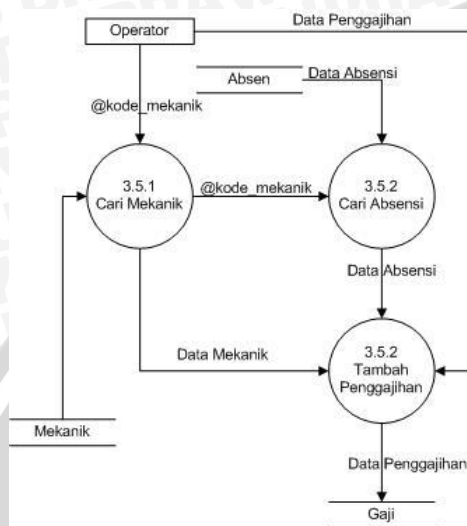 Data Penggajihan
Operator
Absen
Data Absensi
@kode_mekanik
3.5.1
Cari Mekanik
@kode_mekanik
3.5.2
Cari Absensi
Data Absensi
Data Mekanik
3.5.2
Tambah
Penggajihan
Mekanik
Data Penggajihan
Gaji